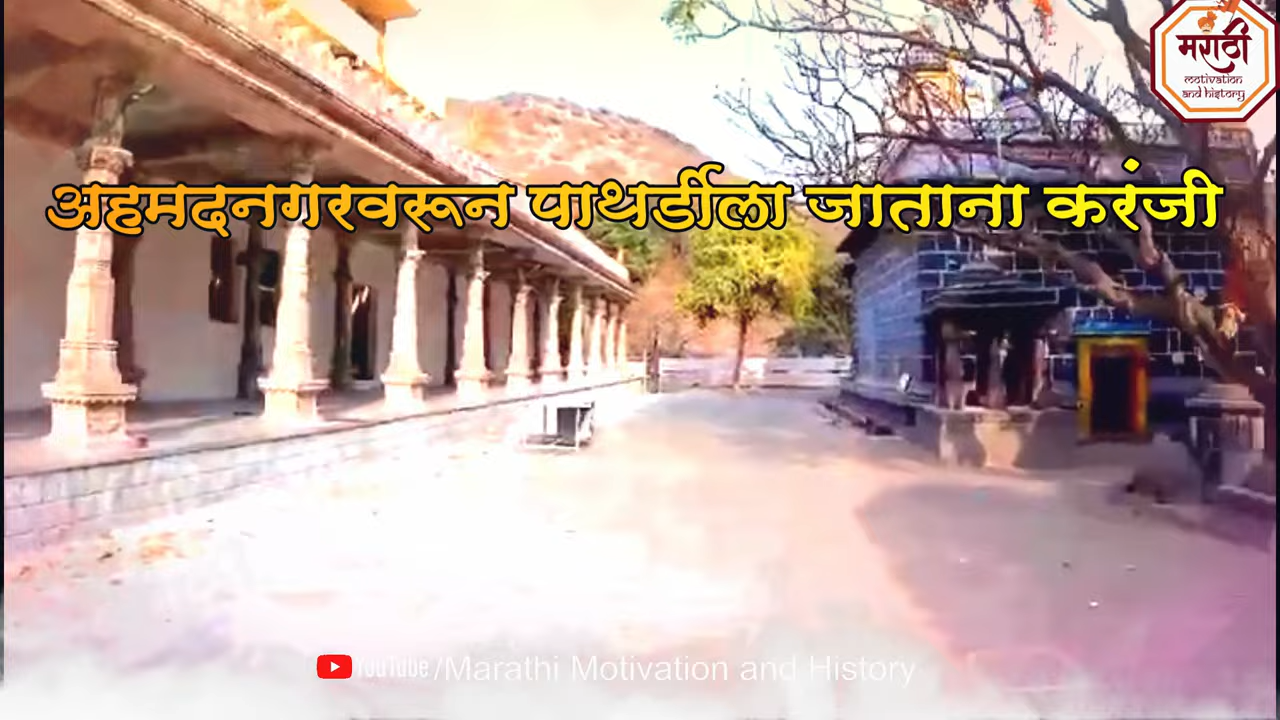 मराठी
motivation
and history
अहमदनगरवरून पाथर्डीला जाताना करंजी
YouTube /Marathi Motivation and History